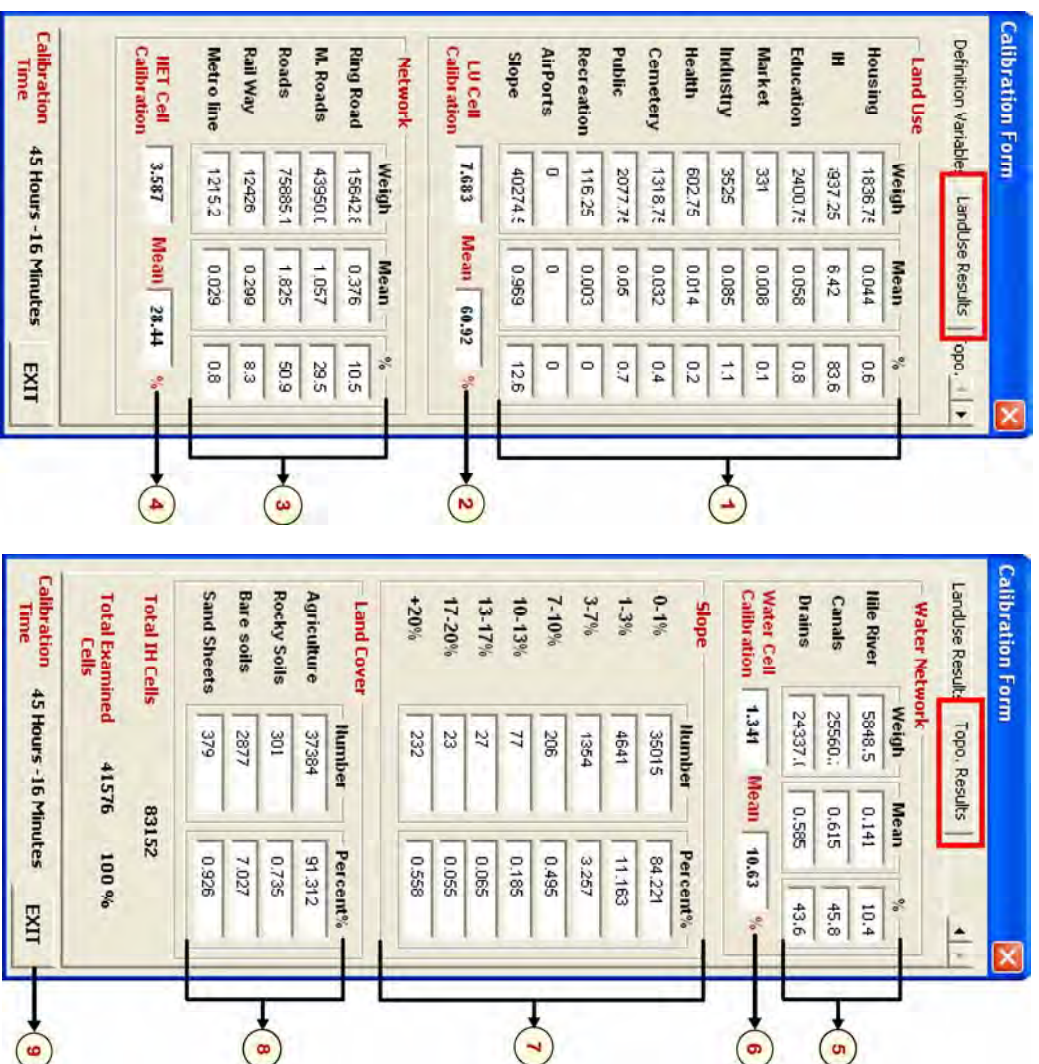 Calibration Form
Definition Variables LandUse Results Topo.
Land Use
Weigh Mean %
Housing 1836.75 0.044 0.6
IH 937.25 6.42 83.6
Education 2400.75 0.058 0.8
Market 331 0.008 0.1
Industry 3525 0.085 1.1
Health 602.75 0.014 0.2
Cemetery 1318.75 0.032 0.4
Public 2077.75 0.05 0.7
Recreation 116.25 0.003 0
AirPorts 0 0 0
Slope 40274.5 0.969 12.6
1
LU Cell
Calibration 7.683 Mean 60.92 %
2
Network
Weigh Mean %
Ring Road 15642.8 0.376 10.5
M. Roads 43950.0 1.057 29.5
Roads 75885.1 1.825 50.9
Rail Way 12426 0.299 8.3
Metro line 1215.2 0.029 0.8
3
NET Cell
Calibration 3.587 Mean 28.44 %
4
Calibration
Time 45 Hours -16 Minutes EXIT
Calibration Form
LandUse Results Topo. Results
Water Network
Weigh Mean %
Nile River 5848.5 0.141 10.4
Canals 25560. 0.615 45.8
Drains 24337. 0.585 43.6
5
Water Cell
Calibration 1.341 Mean 10.63 %
6
Slope
Number Percent%
0-1% 35015 84.221
1-3% 4641 11.163
3-7% 1354 3.257
7-10% 206 0.495
10-13% 77 0.185
13-17% 27 0.065
17-20% 23 0.055
+20% 232 0.558
7
Land Cover
Number Percent%
Agriculture 37384 91.312
Rocky Soils 301 0.735
Bare soils 2877 7.027
Sand Sheets 379 0.926
8
Total IH Cells 83152
Total Examined
Cells 41576 100 %
Calibration
Time 45 Hours -16 Minutes EXIT
9